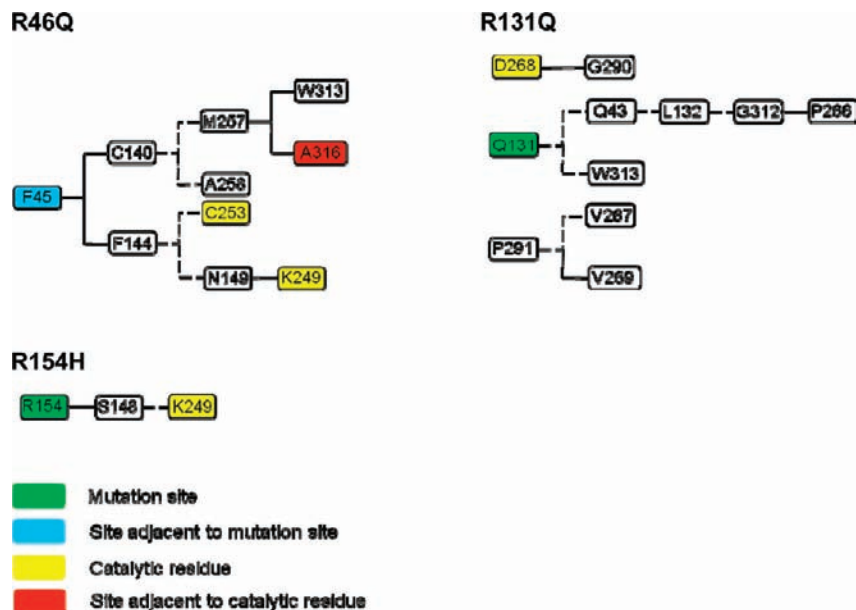 R46Q
F45
C140
F144
M257
A258
C253
N149
K249
W313
A316
R131Q
D268
G290
Q131
Q43
L132
G312
P266
W313
P291
V267
V269
R154H
R154
S148
K249
Mutation site
Site adjacent to mutation site
Catalytic residue
Site adjacent to catalytic residue